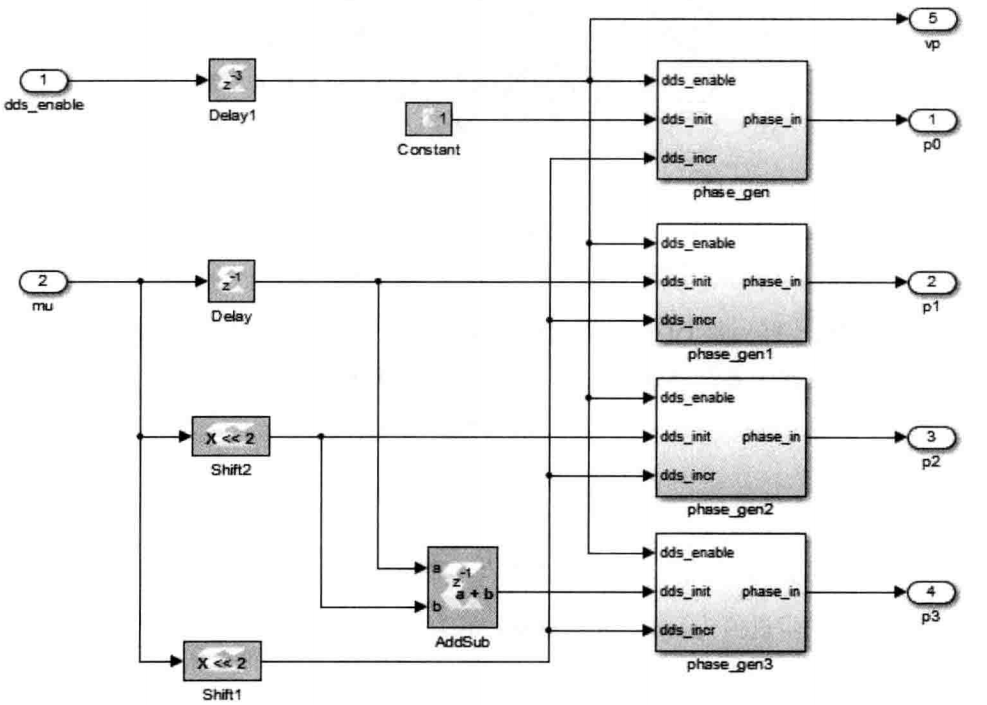 5
vp
1
dds_enable
z-3
Delay1
1
Constant
dds_enable
dds_init
phase_in
dds_incr
phase_gen
1
p0
2
mu
z-1
Delay
dds_enable
dds_init
phase_in
dds_incr
phase_gen1
2
p1
X << 2
Shift2
dds_enable
dds_init
phase_in
dds_incr
phase_gen2
3
p2
a
z-1
a + b
b
AddSub
dds_enable
dds_init
phase_in
dds_incr
phase_gen3
4
p3
X << 2
Shift1